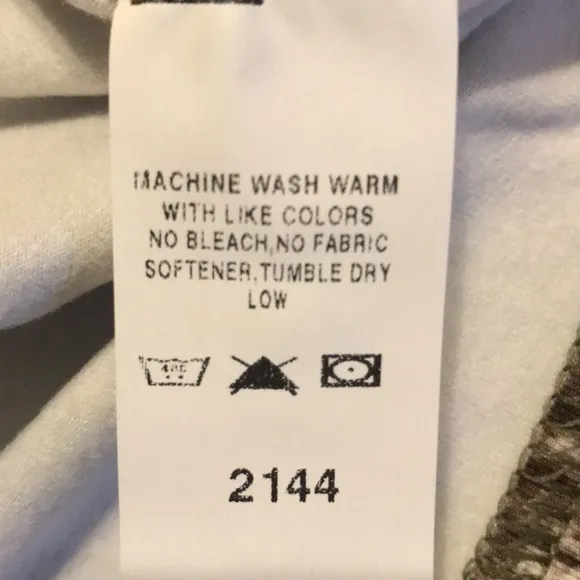 MACHINE WASH WARM
WITH LIKE COLORS
NO BLEACH,NO FABRIC
SOFTENER,TUMBLE DRY
LOW
2144